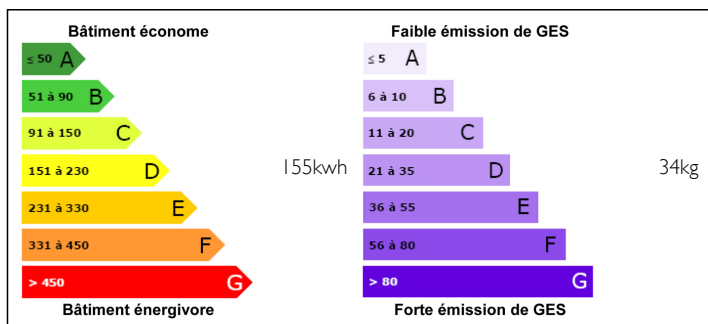 Bâtiment économe
≤ 50 A
51 à 90 B
91 à 150 C
151 à 230 D
231 à 330 E
331 à 450 F
> 450 G
Bâtiment énergivore
155kwh
Faible émission de GES
≤ 5 A
6 à 10 B
11 à 20 C
21 à 35 D
36 à 55 E
56 à 80 F
> 80 G
Forte émission de GES
34kg